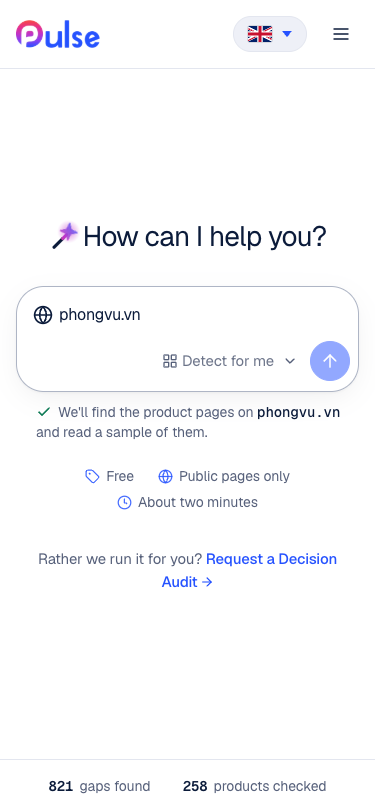 Pulse
How can I help you?
phongvu.vn
Detect for me
We'll find the product pages on phongvu.vn
and read a sample of them.
Free
Public pages only
About two minutes
Rather we run it for you? Request a Decision
Audit →
821 gaps found
258 products checked